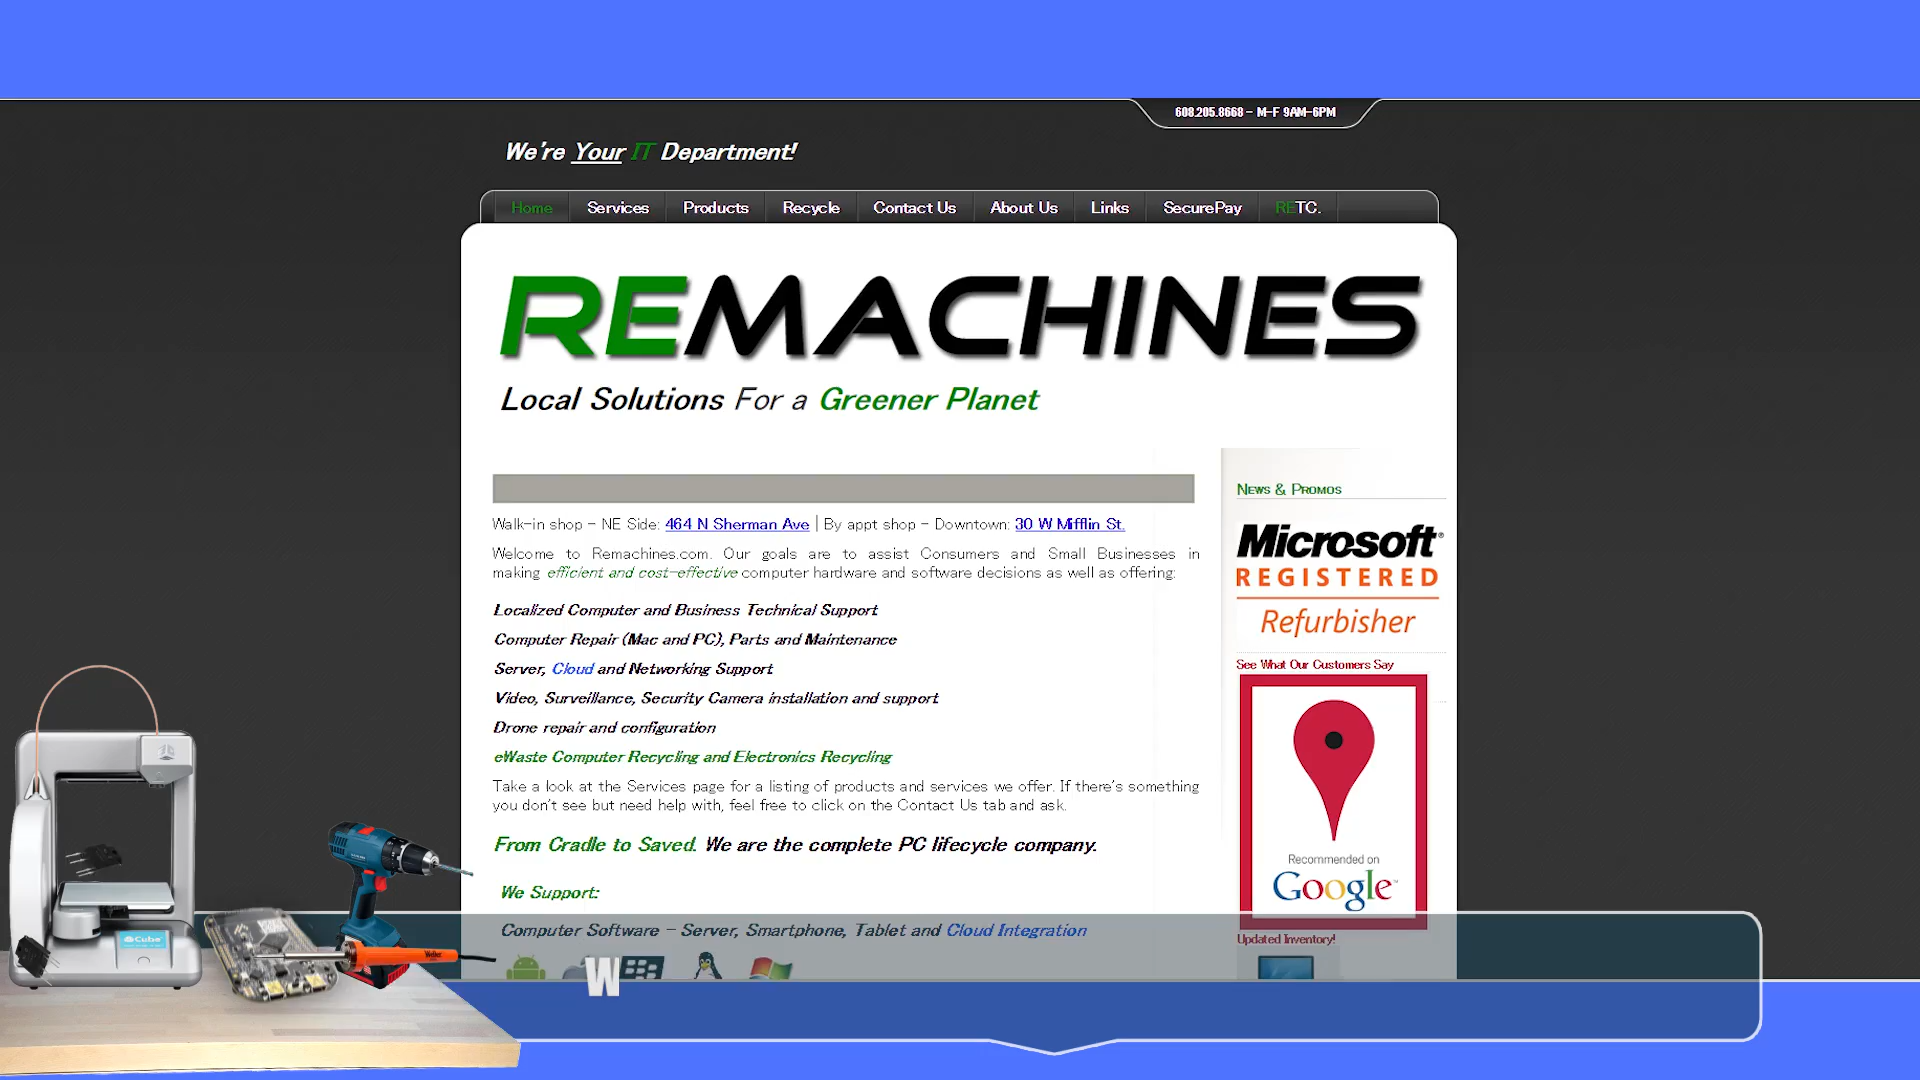 608.205.8668 - M-F 9AM-6PM
We're Your IT Department!
Home Services Products Recycle Contact Us About Us Links SecurePay RETC.
REMACHINES
Local Solutions For a Greener Planet
Walk-in shop - NE Side: 464 N Sherman Ave | By appt shop - Downtown: 30 W Mifflin St.
Welcome to Remachines.com. Our goals are to assist Consumers and Small Businesses in
making efficient and cost-effective computer hardware and software decisions as well as offering:
Localized Computer and Business Technical Support
Computer Repair (Mac and PC), Parts and Maintenance
Server, Cloud and Networking Support
Video, Surveillance, Security Camera installation and support
Drone repair and configuration
eWaste Computer Recycling and Electronics Recycling
Take a look at the Services page for a listing of products and services we offer. If there's something
you don't see but need help with, feel free to click on the Contact Us tab and ask.
From Cradle to Saved. We are the complete PC lifecycle company.
We Support:
Computer Software - Server, Smartphone, Tablet and Cloud Integration
News & Promos
Microsoft®
REGISTERED
Refurbisher
See What Our Customers Say
Recommended on
Google™
Updated Inventory!
Cube
Weller
W